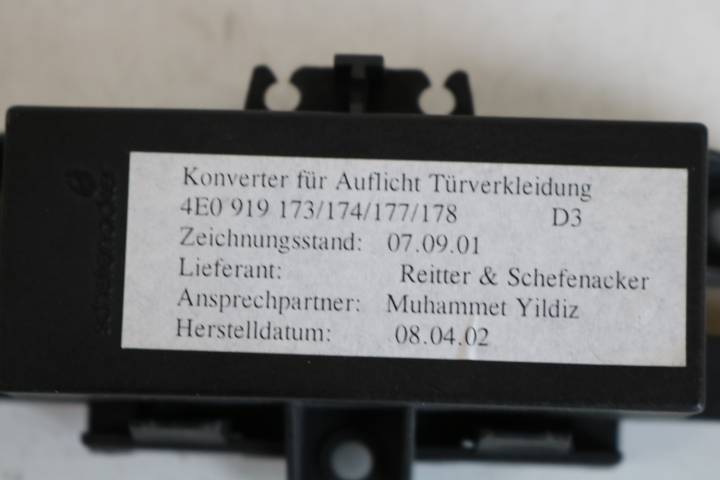 Konverter für Auflicht Türverkleidung
4E0 919 173/174/177/178 D3
Zeichnungsstand: 07.09.01
Lieferant: Reitter & Schefenacker
Ansprechpartner: Muhammet Yildiz
Herstelldatum: 08.04.02